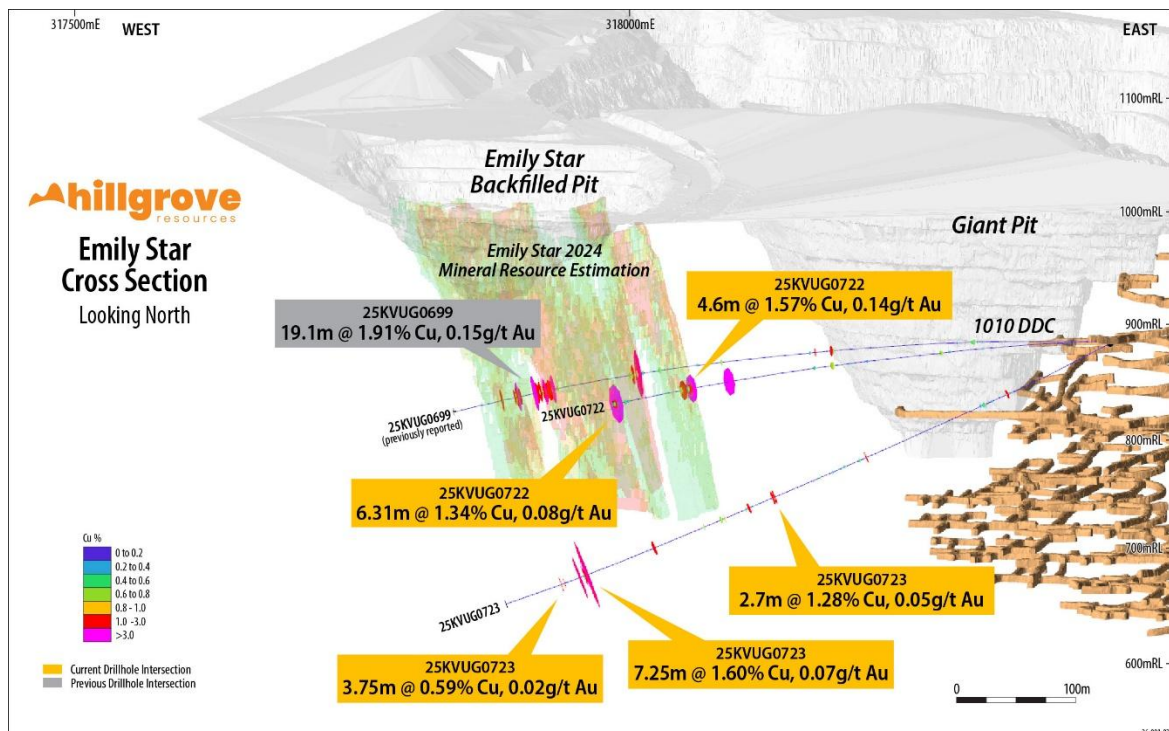 317500mE
WEST
318000mE
EAST
1100mRL
hillgrove
resources
Emily Star
Cross Section
Looking North
Emily Star
Backfilled Pit
1000mRL
Giant Pit
Emily Star 2024
Mineral Resource Estimation
25KVUG0722
4.6m @ 1.57% Cu, 0.14g/t Au
25KVUG0699
19.1m @ 1.91% Cu, 0.15g/t Au
1010 DDC
900mRL
25KVUG0699
(previously reported)
25KVUG0722
800mRL
25KVUG0722
6.31m @ 1.34% Cu, 0.08g/t Au
Cu %
0 to 0.2
0.2 to 0.4
0.4 to 0.6
0.6 to 0.8
0.8 - 1.0
1.0 -3.0
>3.0
700mRL
25KVUG0723
2.7m @ 1.28% Cu, 0.05g/t Au
25KVUG0723
25KVUG0723
7.25m @ 1.60% Cu, 0.07g/t Au
25KVUG0723
3.75m @ 0.59% Cu, 0.02g/t Au
Current Drillhole Intersection
Previous Drillhole Intersection
600mRL
0
100m